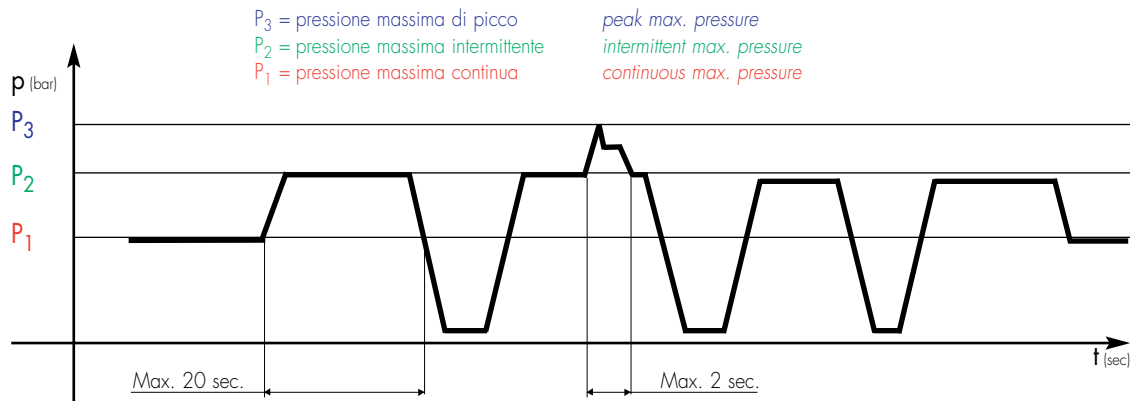 P3 = pressione massima di picco peak max. pressure
P2 = pressione massima intermittente intermittent max. pressure
P1 = pressione massima continua continuous max. pressure
p (bar)
P3
P2
P1
t (sec)
Max. 20 sec. Max. 2 sec.